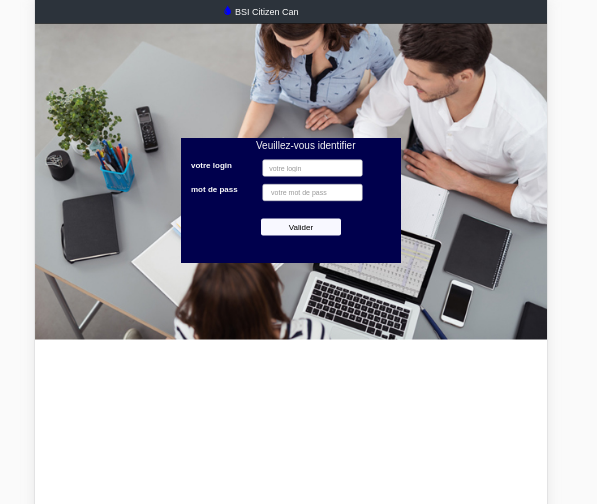 BSI Citizen Can
Veuillez-vous identifier
votre login
votre login
mot de pass
votre mot de pass
Valider